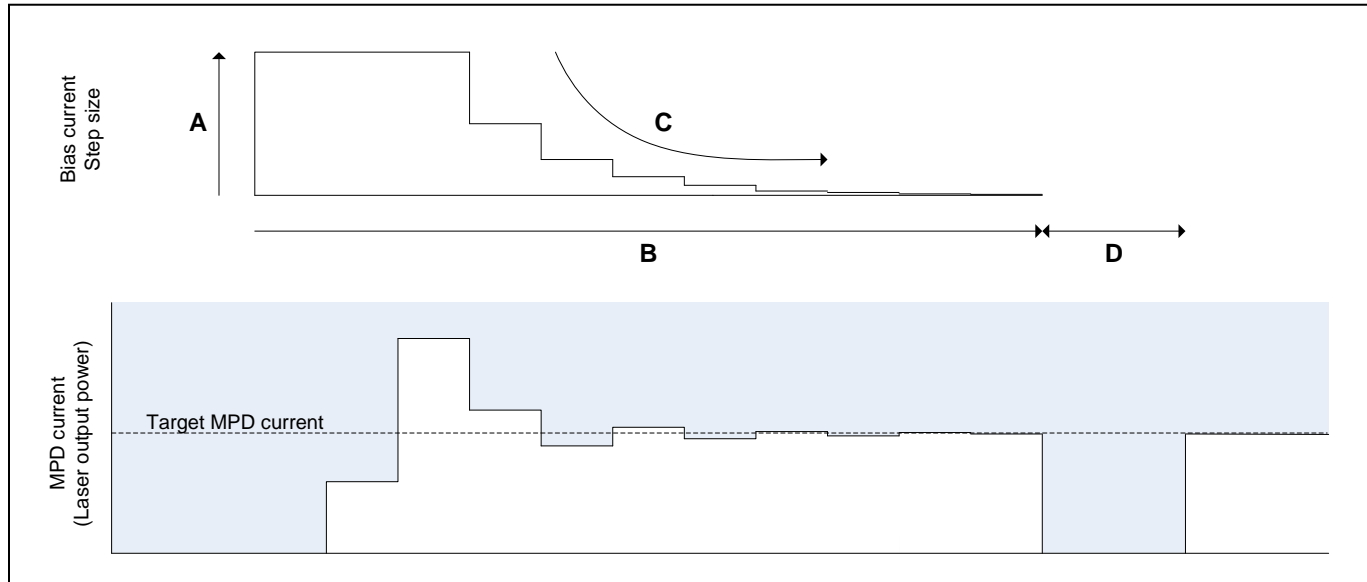 Bias current
Step size
A
C
B
D
MPD current
(Laser output power)
Target MPD current